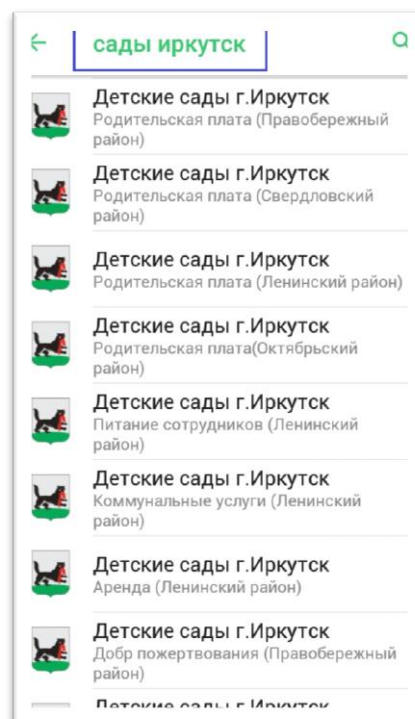 сады иркутск
Детские сады г.Иркутск
Родительская плата (Правобережный
район)
Детские сады г.Иркутск
Родительская плата (Свердловский
район)
Детские сады г.Иркутск
Родительская плата (Ленинский район)
Детские сады г.Иркутск
Родительская плата(Октябрьский
район)
Детские сады г.Иркутск
Питание сотрудников (Ленинский
район)
Детские сады г.Иркутск
Коммунальные услуги (Ленинский
район)
Детские сады г.Иркутск
Аренда (Ленинский район)
Детские сады г.Иркутск
Добр пожертвования (Правобережный
район)
Детские сады г.Иркутск